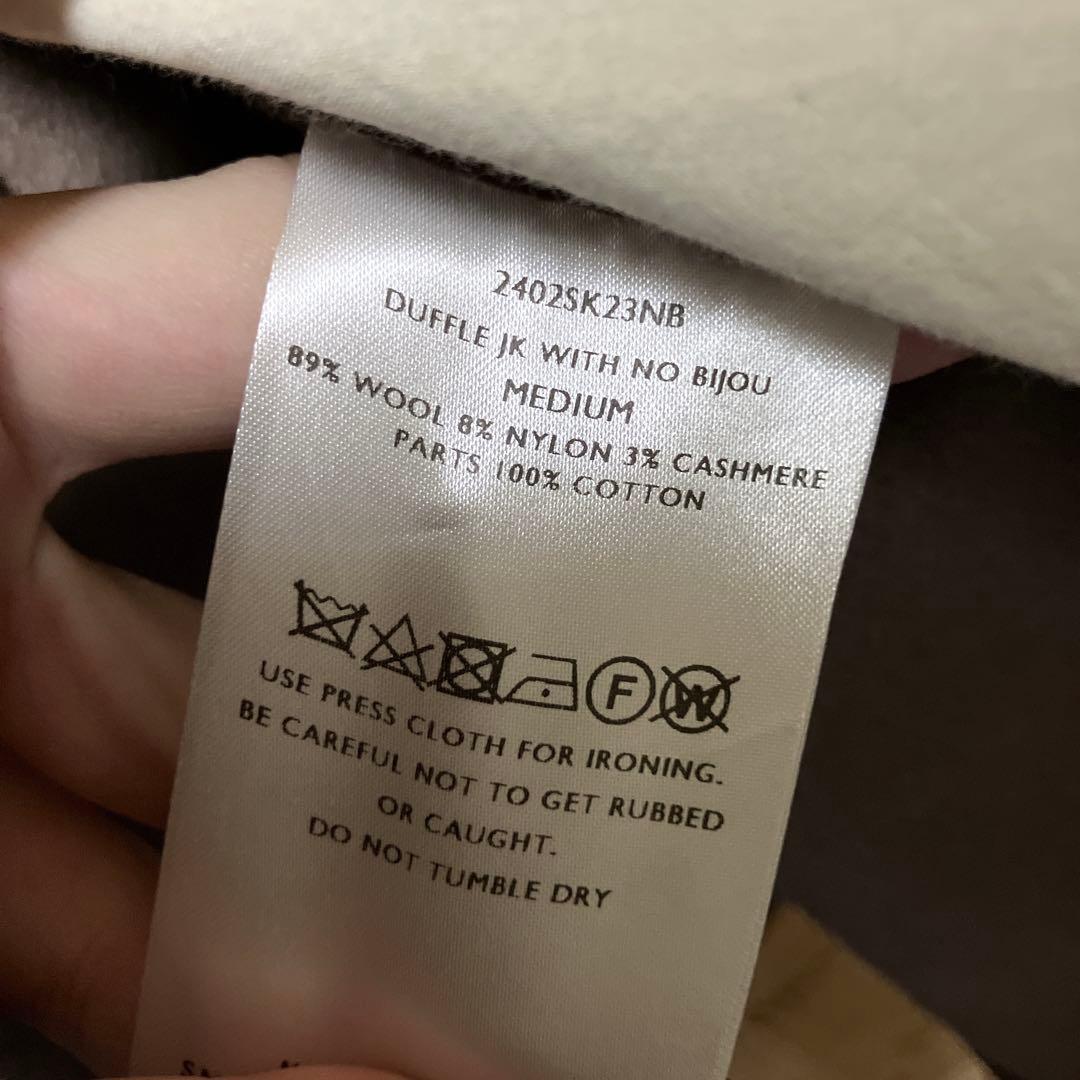 2402SK23NB
DUFFLE JK WITH NO BIJOU
MEDIUM
89% WOOL 8% NYLON 3% CASHMERE
PARTS 100% COTTON
F W
USE PRESS CLOTH FOR IRONING.
BE CAREFUL NOT TO GET RUBBED
OR CAUGHT.
DO NOT TUMBLE DRY